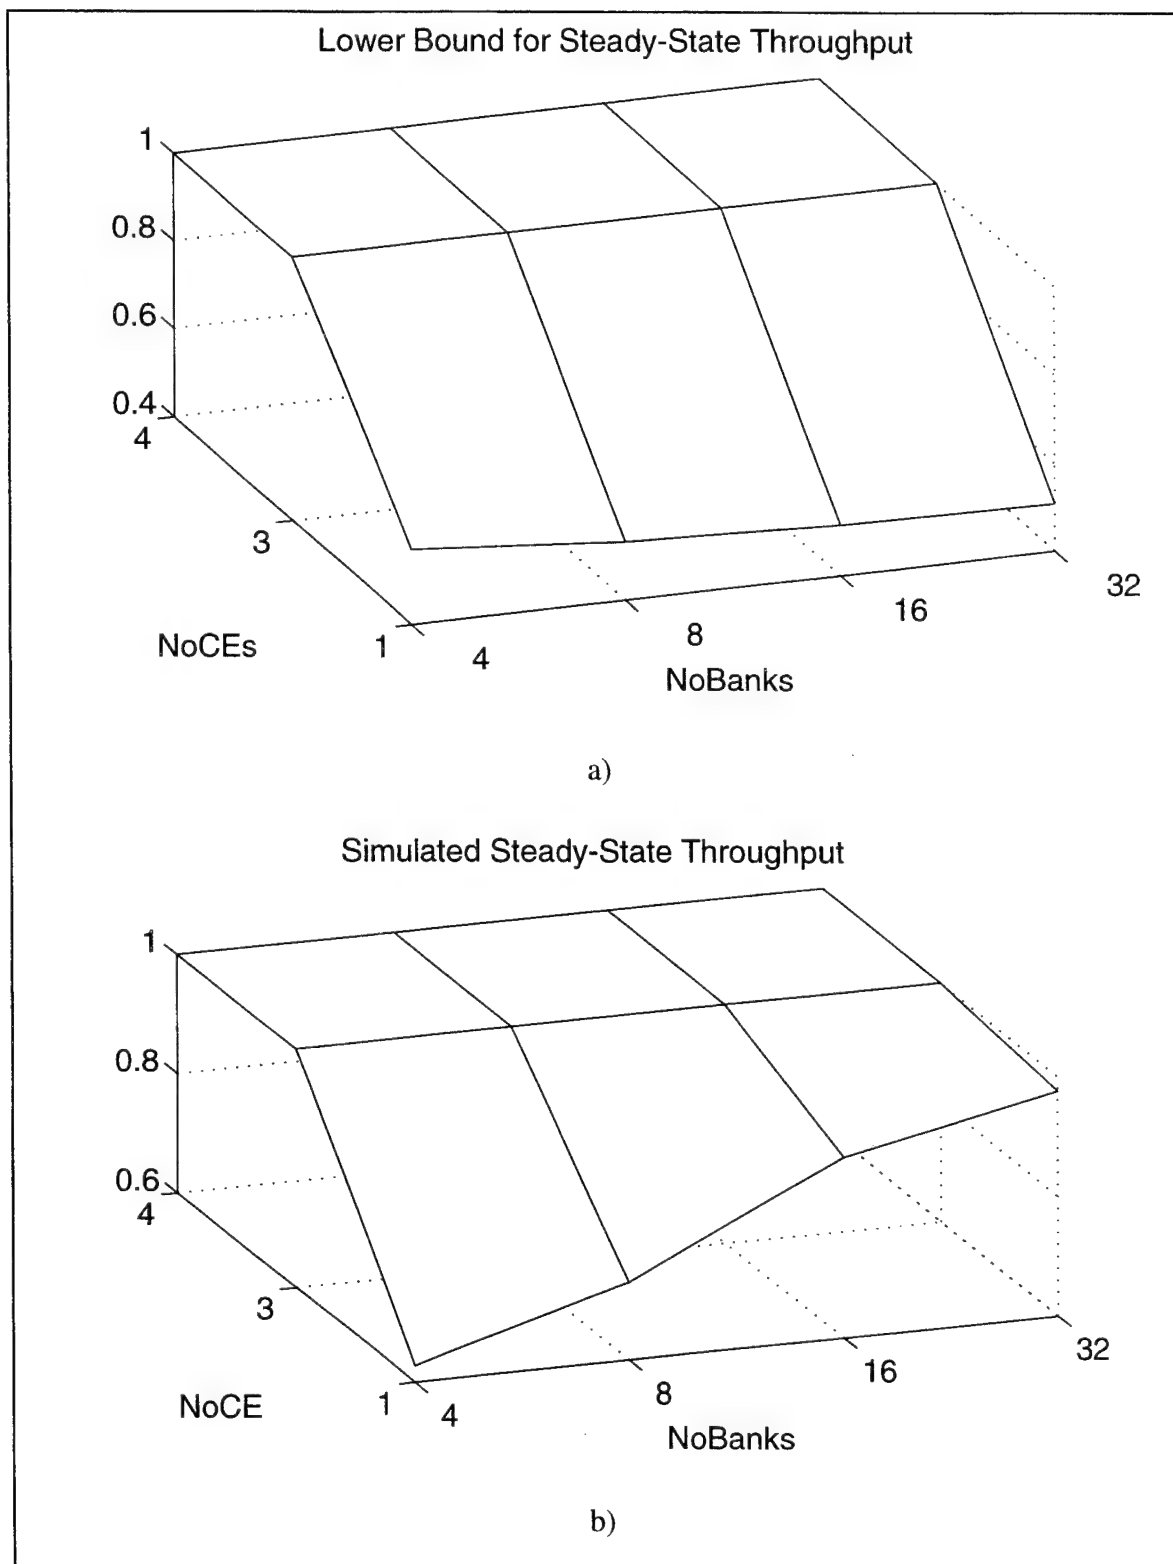 Lower Bound for Steady-State Throughput
1
0.8
0.6
0.4
4
3
1
NoCEs
4
8
16
32
NoBanks
a)
Simulated Steady-State Throughput
1
0.8
0.6
4
3
1
NoCE
4
8
16
32
NoBanks
b)